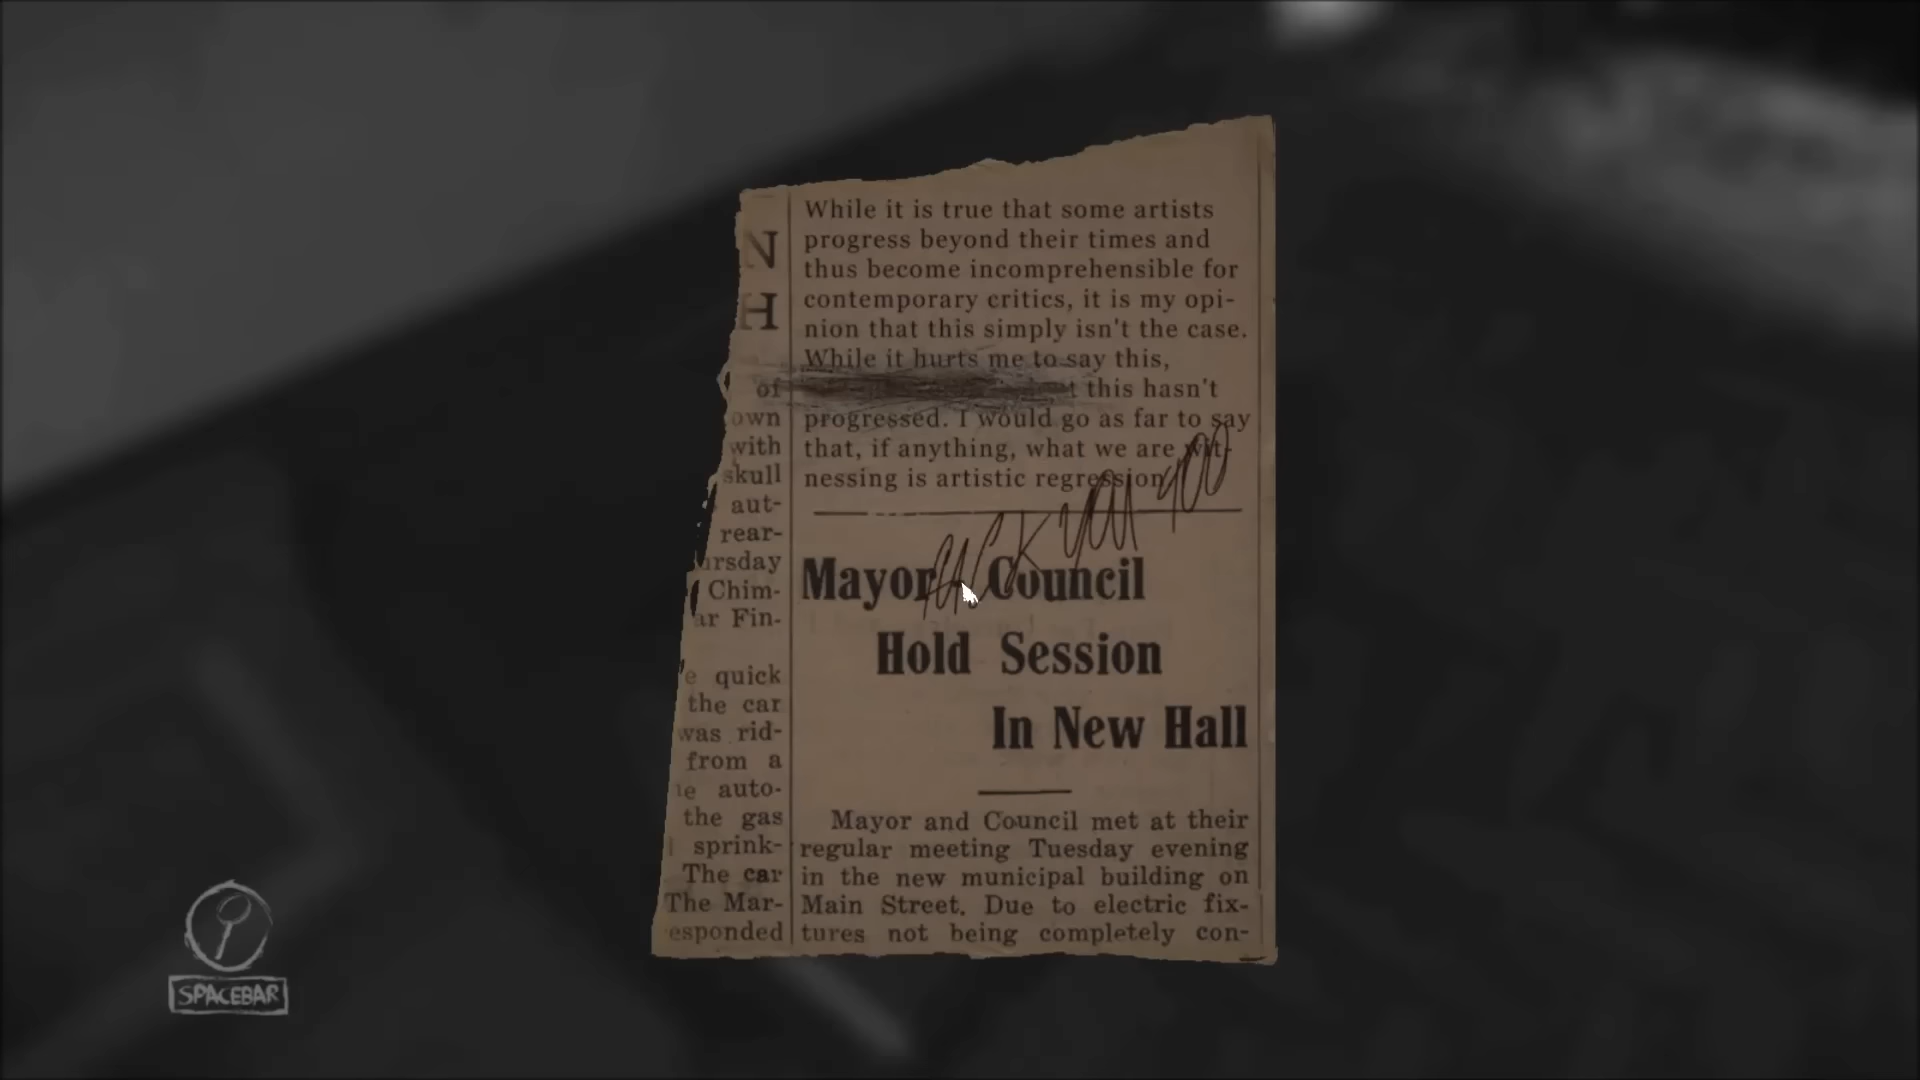 N
H
of
own
with
skull
aut-
rear-
ursday
Chim-
ar Fin-
e quick
the car
was rid-
from a
e auto-
the gas
sprink-
The car
The Mar-
esponded
While it is true that some artists
progress beyond their times and
thus become incomprehensible for
contemporary critics, it is my opi-
nion that this simply isn't the case.
While it hurts me to say this,
this hasn't
progressed. I would go as far to say
that, if anything, what we are wit-
nessing is artistic regression
fuck you too
Mayor, Council
Hold Session
In New Hall
Mayor and Council met at their
regular meeting Tuesday evening
in the new municipal building on
Main Street. Due to electric fix-
tures not being completely con-
SPACEBAR